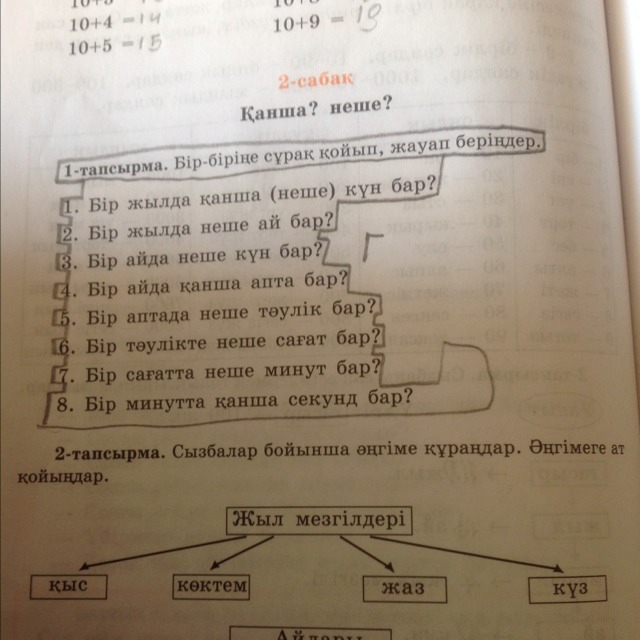 10+4 = 14
10+9 = 19
10+5 = 15
2-сабақ
Қанша? неше?
1-тапсырма. Бір-біріңе сұрақ қойып, жауап беріңдер.
1. Бір жылда қанша (неше) күн бар?
2. Бір жылда неше ай бар?
3. Бір айда неше күн бар?
4. Бір айда қанша апта бар?
5. Бір аптада неше тәулік бар?
6. Бір тәулікте неше сағат бар?
7. Бір сағатта неше минут бар?
8. Бір минутта қанша секунд бар?
2-тапсырма. Сызбалар бойынша әңгіме құраңдар. Әңгімеге ат
қойыңдар.
Жыл мезгілдері
қыс көктем жаз күз
Айлары